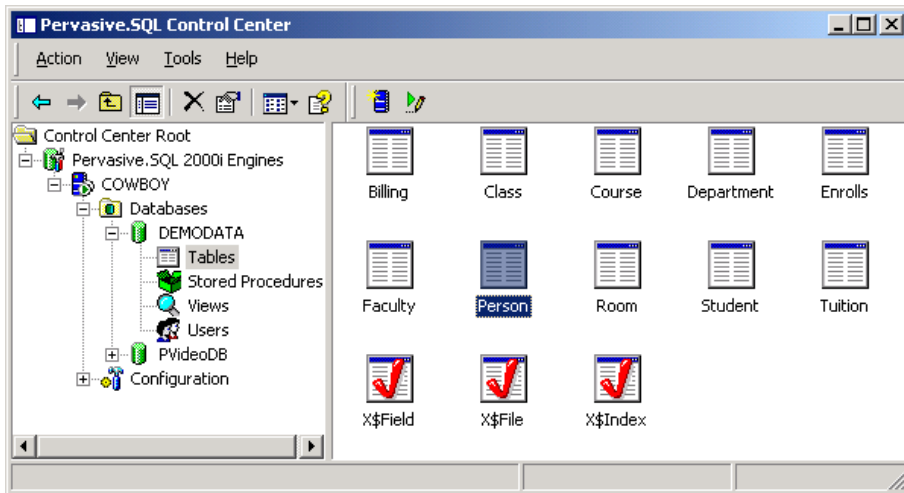 Pervasive.SQL Control Center
Action View Tools Help
Control Center Root
Pervasive.SQL 2000i Engines
COWBOY
Databases
DEMODATA
Tables
Stored Procedures
Views
Users
PVideoDB
Configuration
Billing Class Course Department Enrolls
Faculty Person Room Student Tuition
X$Field X$File X$Index